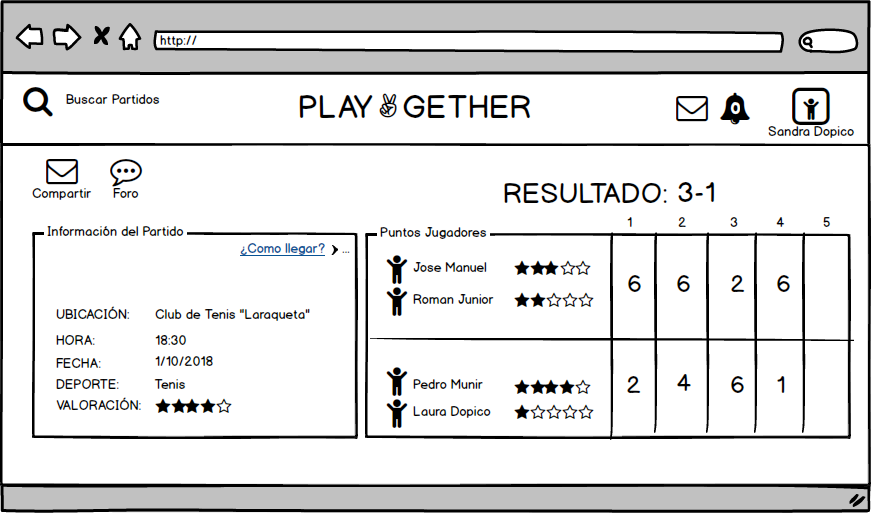 http://
Buscar Partidos
PLAY✌GETHER
0
Sandra Dopico
Compartir
Foro
RESULTADO: 3-1
1 2 3 4 5
Información del Partido
¿Como llegar? ...
UBICACIÓN: Club de Tenis "Laraqueta"
HORA: 18:30
FECHA: 1/10/2018
DEPORTE: Tenis
VALORACIÓN: ★★★★☆
Puntos Jugadores
Jose Manuel ★★★☆☆
Roman Junior ★★☆☆☆
6 6 2 6
Pedro Munir ★★★★☆
Laura Dopico ★☆☆☆☆
2 4 6 1